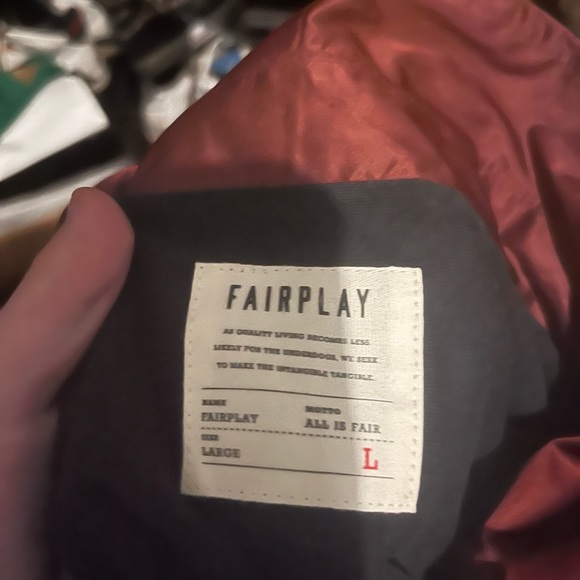 FAIRPLAY
AS QUALITY LIVING BECOMES LESS
LIKELY FOR THE UNDERDOGS, WE SEEK
TO MAKE THE INTANGIBLE TANGIBLE.
NAME MOTTO
FAIRPLAY ALL IS FAIR
SIZE
LARGE L